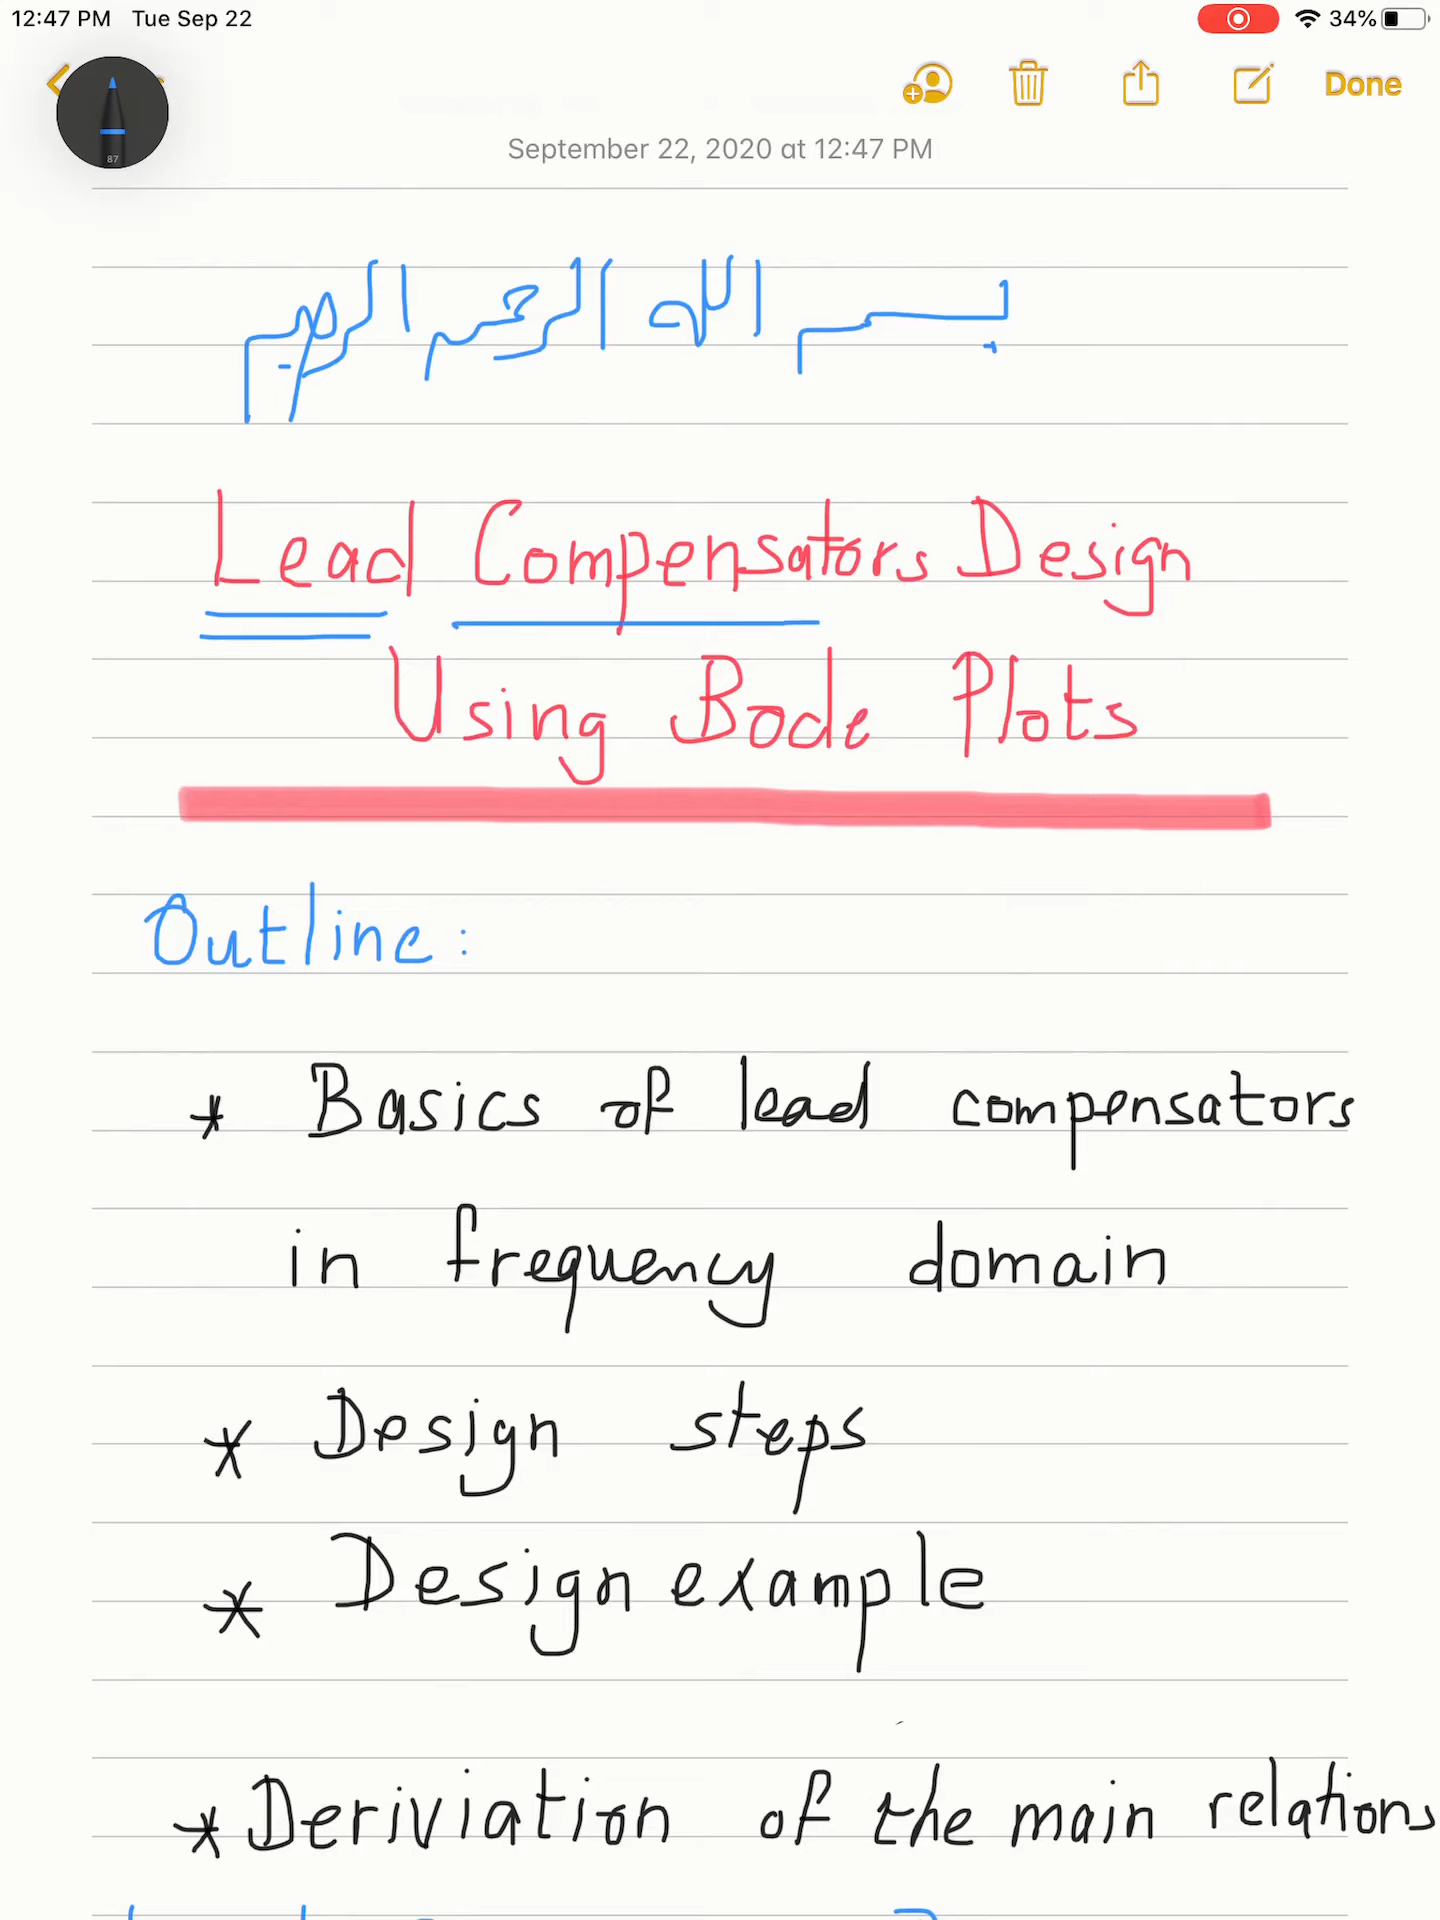 12:47 PM Tue Sep 22 34%
87 Done
September 22, 2020 at 12:47 PM
بسم الله الرحمن الرحيم
Lead Compensators Design
Using Bode Plots
Outline:
* Basics of lead compensators
in frequency domain
* Design steps
* Design example
* Deriviation of the main relations